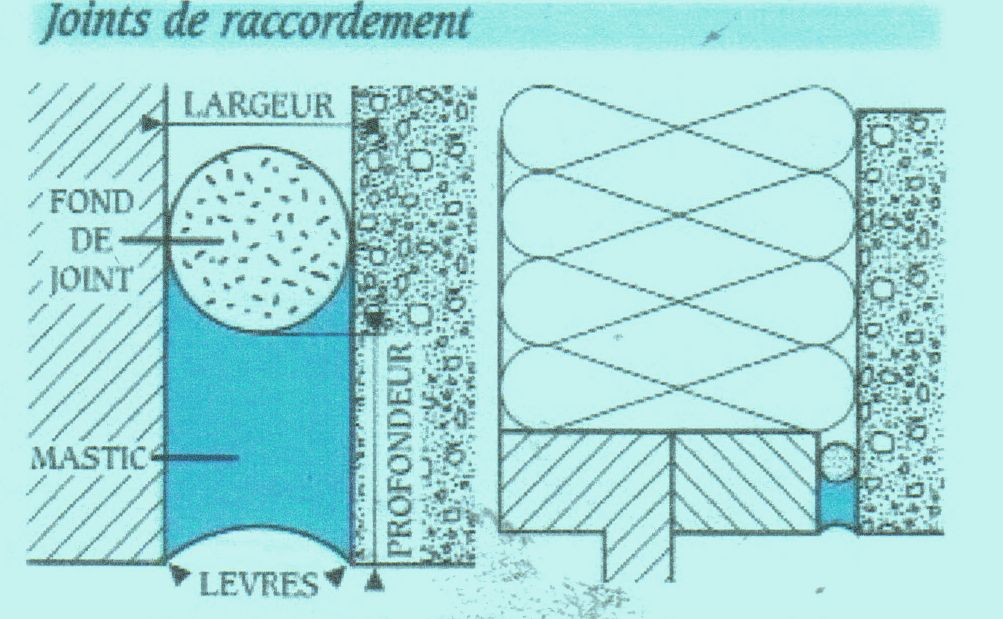 Joints de raccordement
LARGEUR
FOND
DE
JOINT
MASTIC
PROFONDEUR
LEVRES